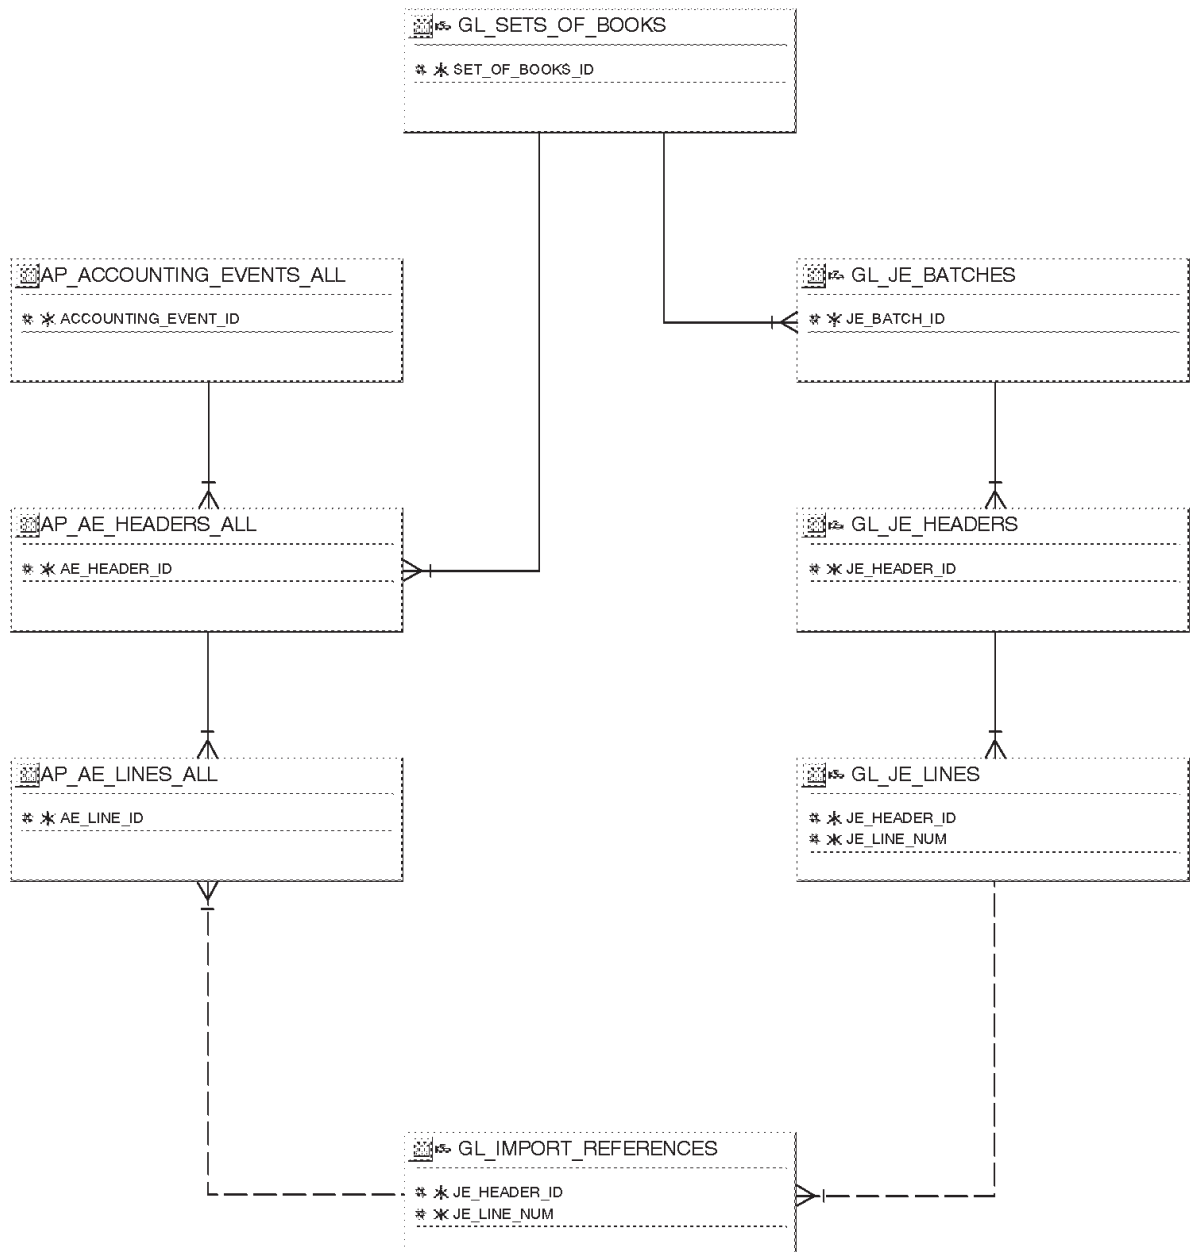 GL_SETS_OF_BOOKS
SET_OF_BOOKS_ID
AP_ACCOUNTING_EVENTS_ALL
ACCOUNTING_EVENT_ID
GL_JE_BATCHES
JE_BATCH_ID
AP_AE_HEADERS_ALL
AE_HEADER_ID
GL_JE_HEADERS
JE_HEADER_ID
AP_AE_LINES_ALL
AE_LINE_ID
GL_JE_LINES
JE_HEADER_ID
JE_LINE_NUM
GL_IMPORT_REFERENCES
JE_HEADER_ID
JE_LINE_NUM